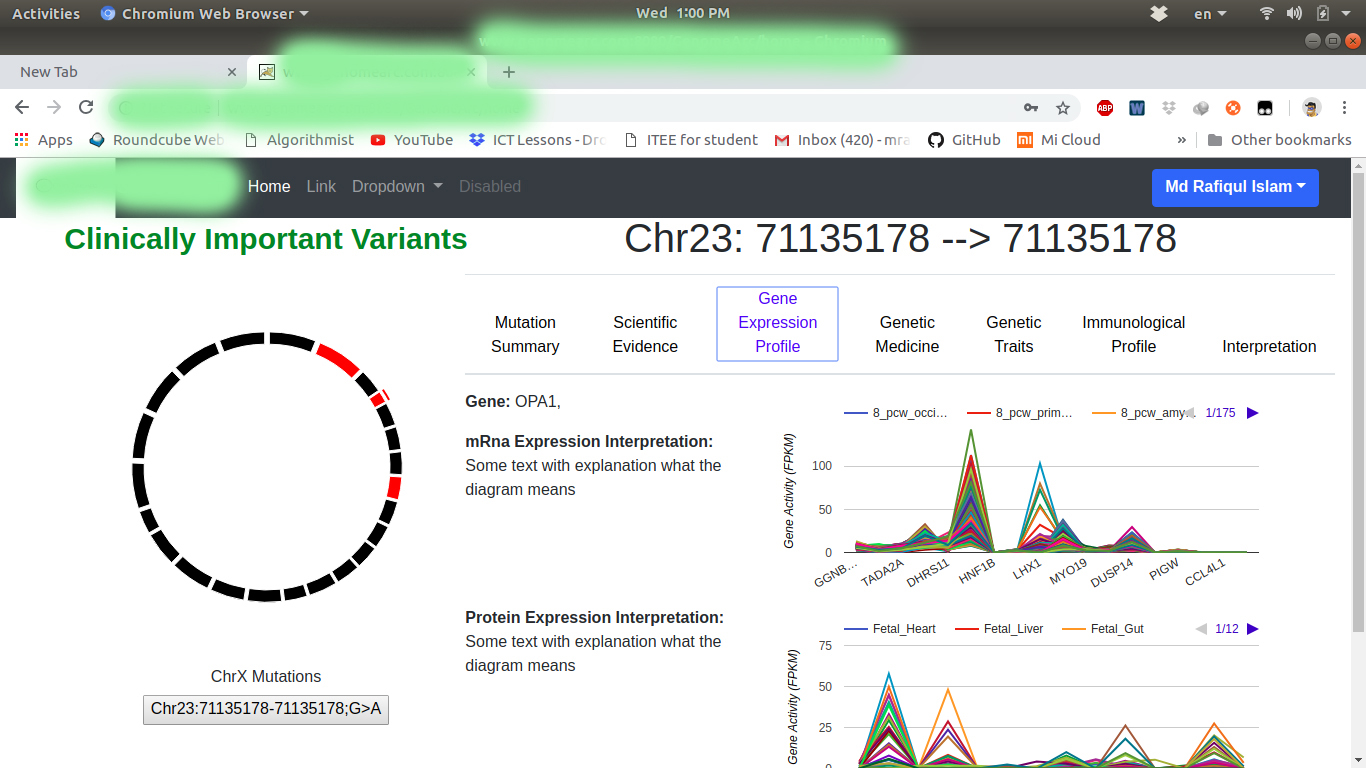 Activities Chromium Web Browser Wed 1:00 PM en
New Tab
ABP W
Apps Roundcube Web Algorithmist YouTube ICT Lessons - Dro ITEE for student Inbox (420) - mra GitHub mi Mi Cloud » Other bookmarks
Home Link Dropdown Disabled Md Rafiqul Islam
Clinically Important Variants
Chr23: 71135178 --> 71135178
Mutation Summary
Scientific Evidence
Gene Expression Profile
Genetic Medicine
Genetic Traits
Immunological Profile
Interpretation
Gene: OPA1,
mRna Expression Interpretation:
Some text with explanation what the
diagram means
8_pcw_occi... 8_pcw_prim... 8_pcw_amy... 1/175
Gene Activity (FPKM)
100
50
0
GGNB... TADA2A DHRS11 HNF1B LHX1 MYO19 DUSP14 PIGW CCL4L1
Protein Expression Interpretation:
Some text with explanation what the
diagram means
Fetal_Heart Fetal_Liver Fetal_Gut 1/12
Gene Activity (FPKM)
75
50
25
0
ChrX Mutations
Chr23:71135178-71135178;G>A